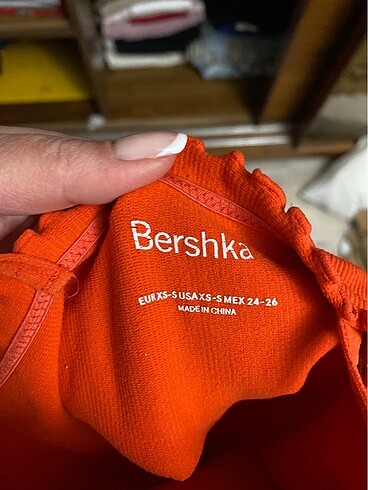 Bershka
EUR XS-S USA XS-S MEX 24-26
MADE IN CHINA